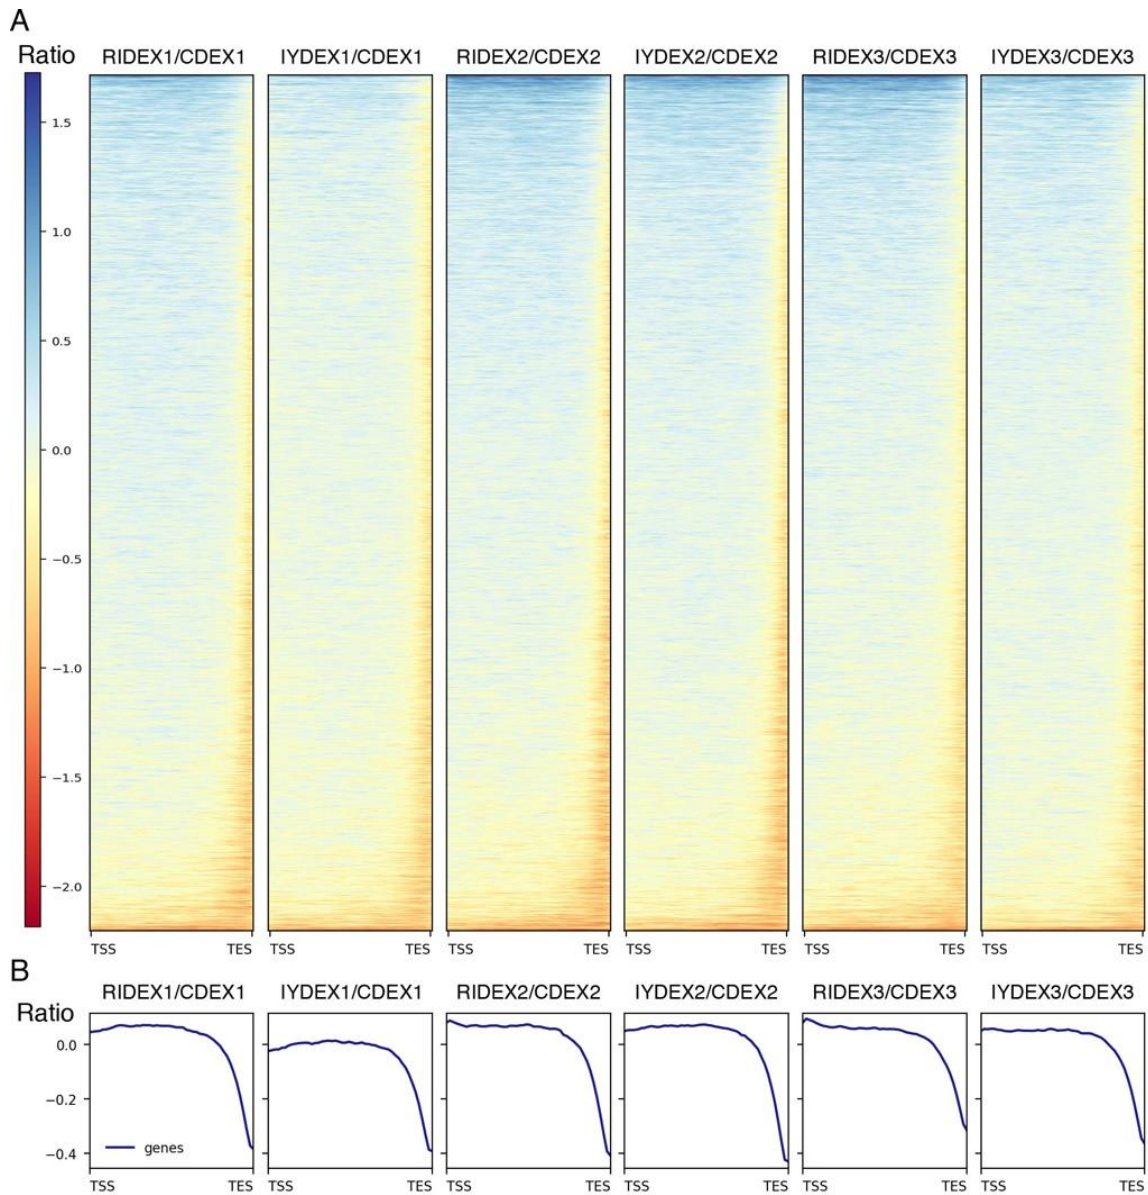 A
Ratio
RIDEX1/CDEX1 IYDEX1/CDEX1 RIDEX2/CDEX2 IYDEX2/CDEX2 RIDEX3/CDEX3 IYDEX3/CDEX3
1.5
1.0
0.5
0.0
−0.5
−1.0
−1.5
−2.0
TSS TES TSS TES TSS TES TSS TES TSS TES TSS TES
B
Ratio
RIDEX1/CDEX1 IYDEX1/CDEX1 RIDEX2/CDEX2 IYDEX2/CDEX2 RIDEX3/CDEX3 IYDEX3/CDEX3
0.0
−0.2
−0.4
genes
TSS TES TSS TES TSS TES TSS TES TSS TES TSS TES